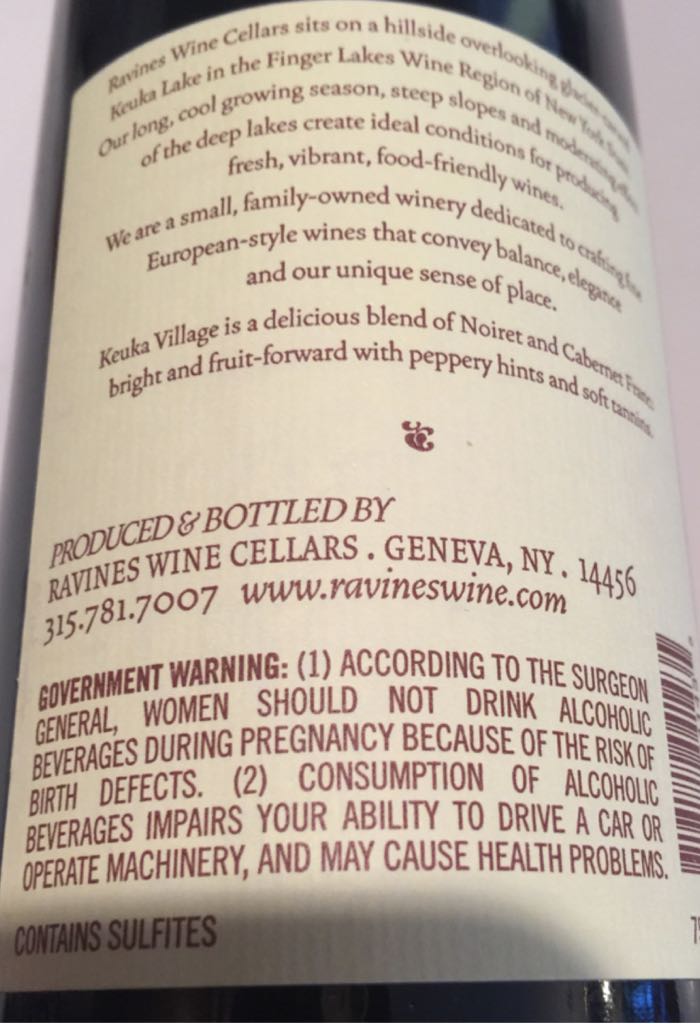 Ravines Wine Cellars sits on a hillside overlooking glacier
Keuka Lake in the Finger Lakes Wine Region of New York State.
Our long, cool growing season, steep slopes and moderating effect
of the deep lakes create ideal conditions for producing
fresh, vibrant, food-friendly wines.
We are a small, family-owned winery dedicated to crafting fine
European-style wines that convey balance, elegance
and our unique sense of place.
Keuka Village is a delicious blend of Noiret and Cabernet Franc:
bright and fruit-forward with peppery hints and soft tannins.
PRODUCED & BOTTLED BY
RAVINES WINE CELLARS . GENEVA, NY . 14456
315.781.7007 www.ravineswine.com
GOVERNMENT WARNING: (1) ACCORDING TO THE SURGEON
GENERAL, WOMEN SHOULD NOT DRINK ALCOHOLIC
BEVERAGES DURING PREGNANCY BECAUSE OF THE RISK OF
BIRTH DEFECTS. (2) CONSUMPTION OF ALCOHOLIC
BEVERAGES IMPAIRS YOUR ABILITY TO DRIVE A CAR OR
OPERATE MACHINERY, AND MAY CAUSE HEALTH PROBLEMS.
CONTAINS SULFITES